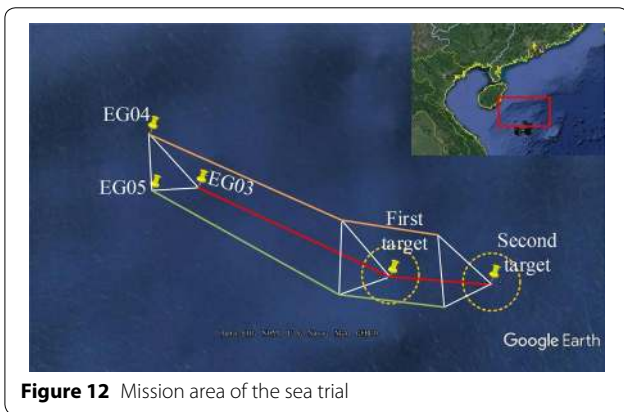 EG04
EG05
EG03
First
target
Second
target
Google Earth
Figure 12 Mission area of the sea trial